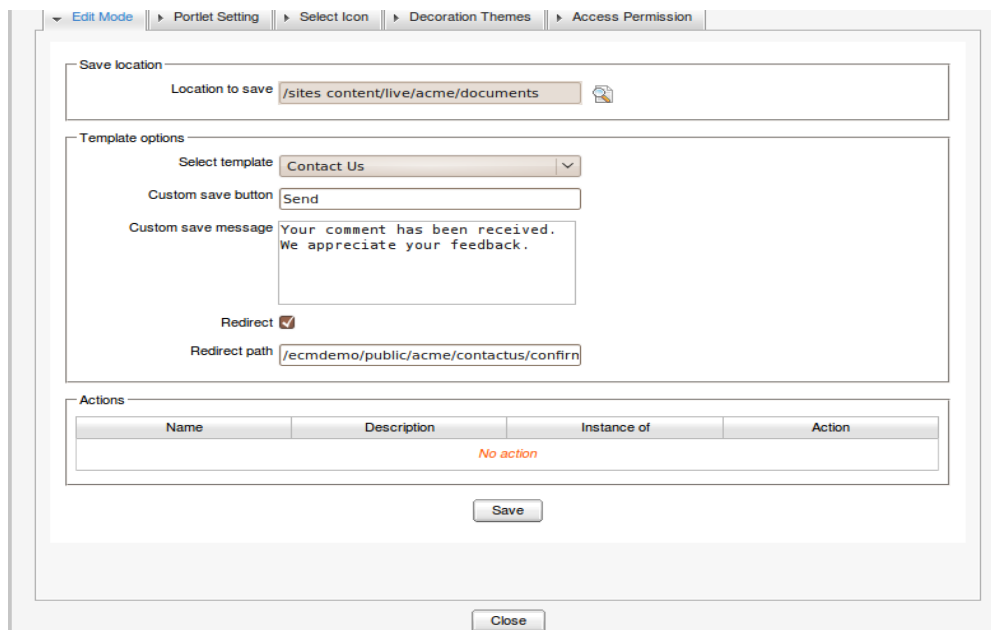 Edit Mode Portlet Setting Select Icon Decoration Themes Access Permission
Save location
Location to save /sites content/live/acme/documents
Template options
Select template Contact Us
Custom save button Send
Custom save message Your comment has been received.
We appreciate your feedback.
Redirect
Redirect path /ecmdemo/public/acme/contactus/confirn
Actions
Name Description Instance of Action
No action
Save
Close